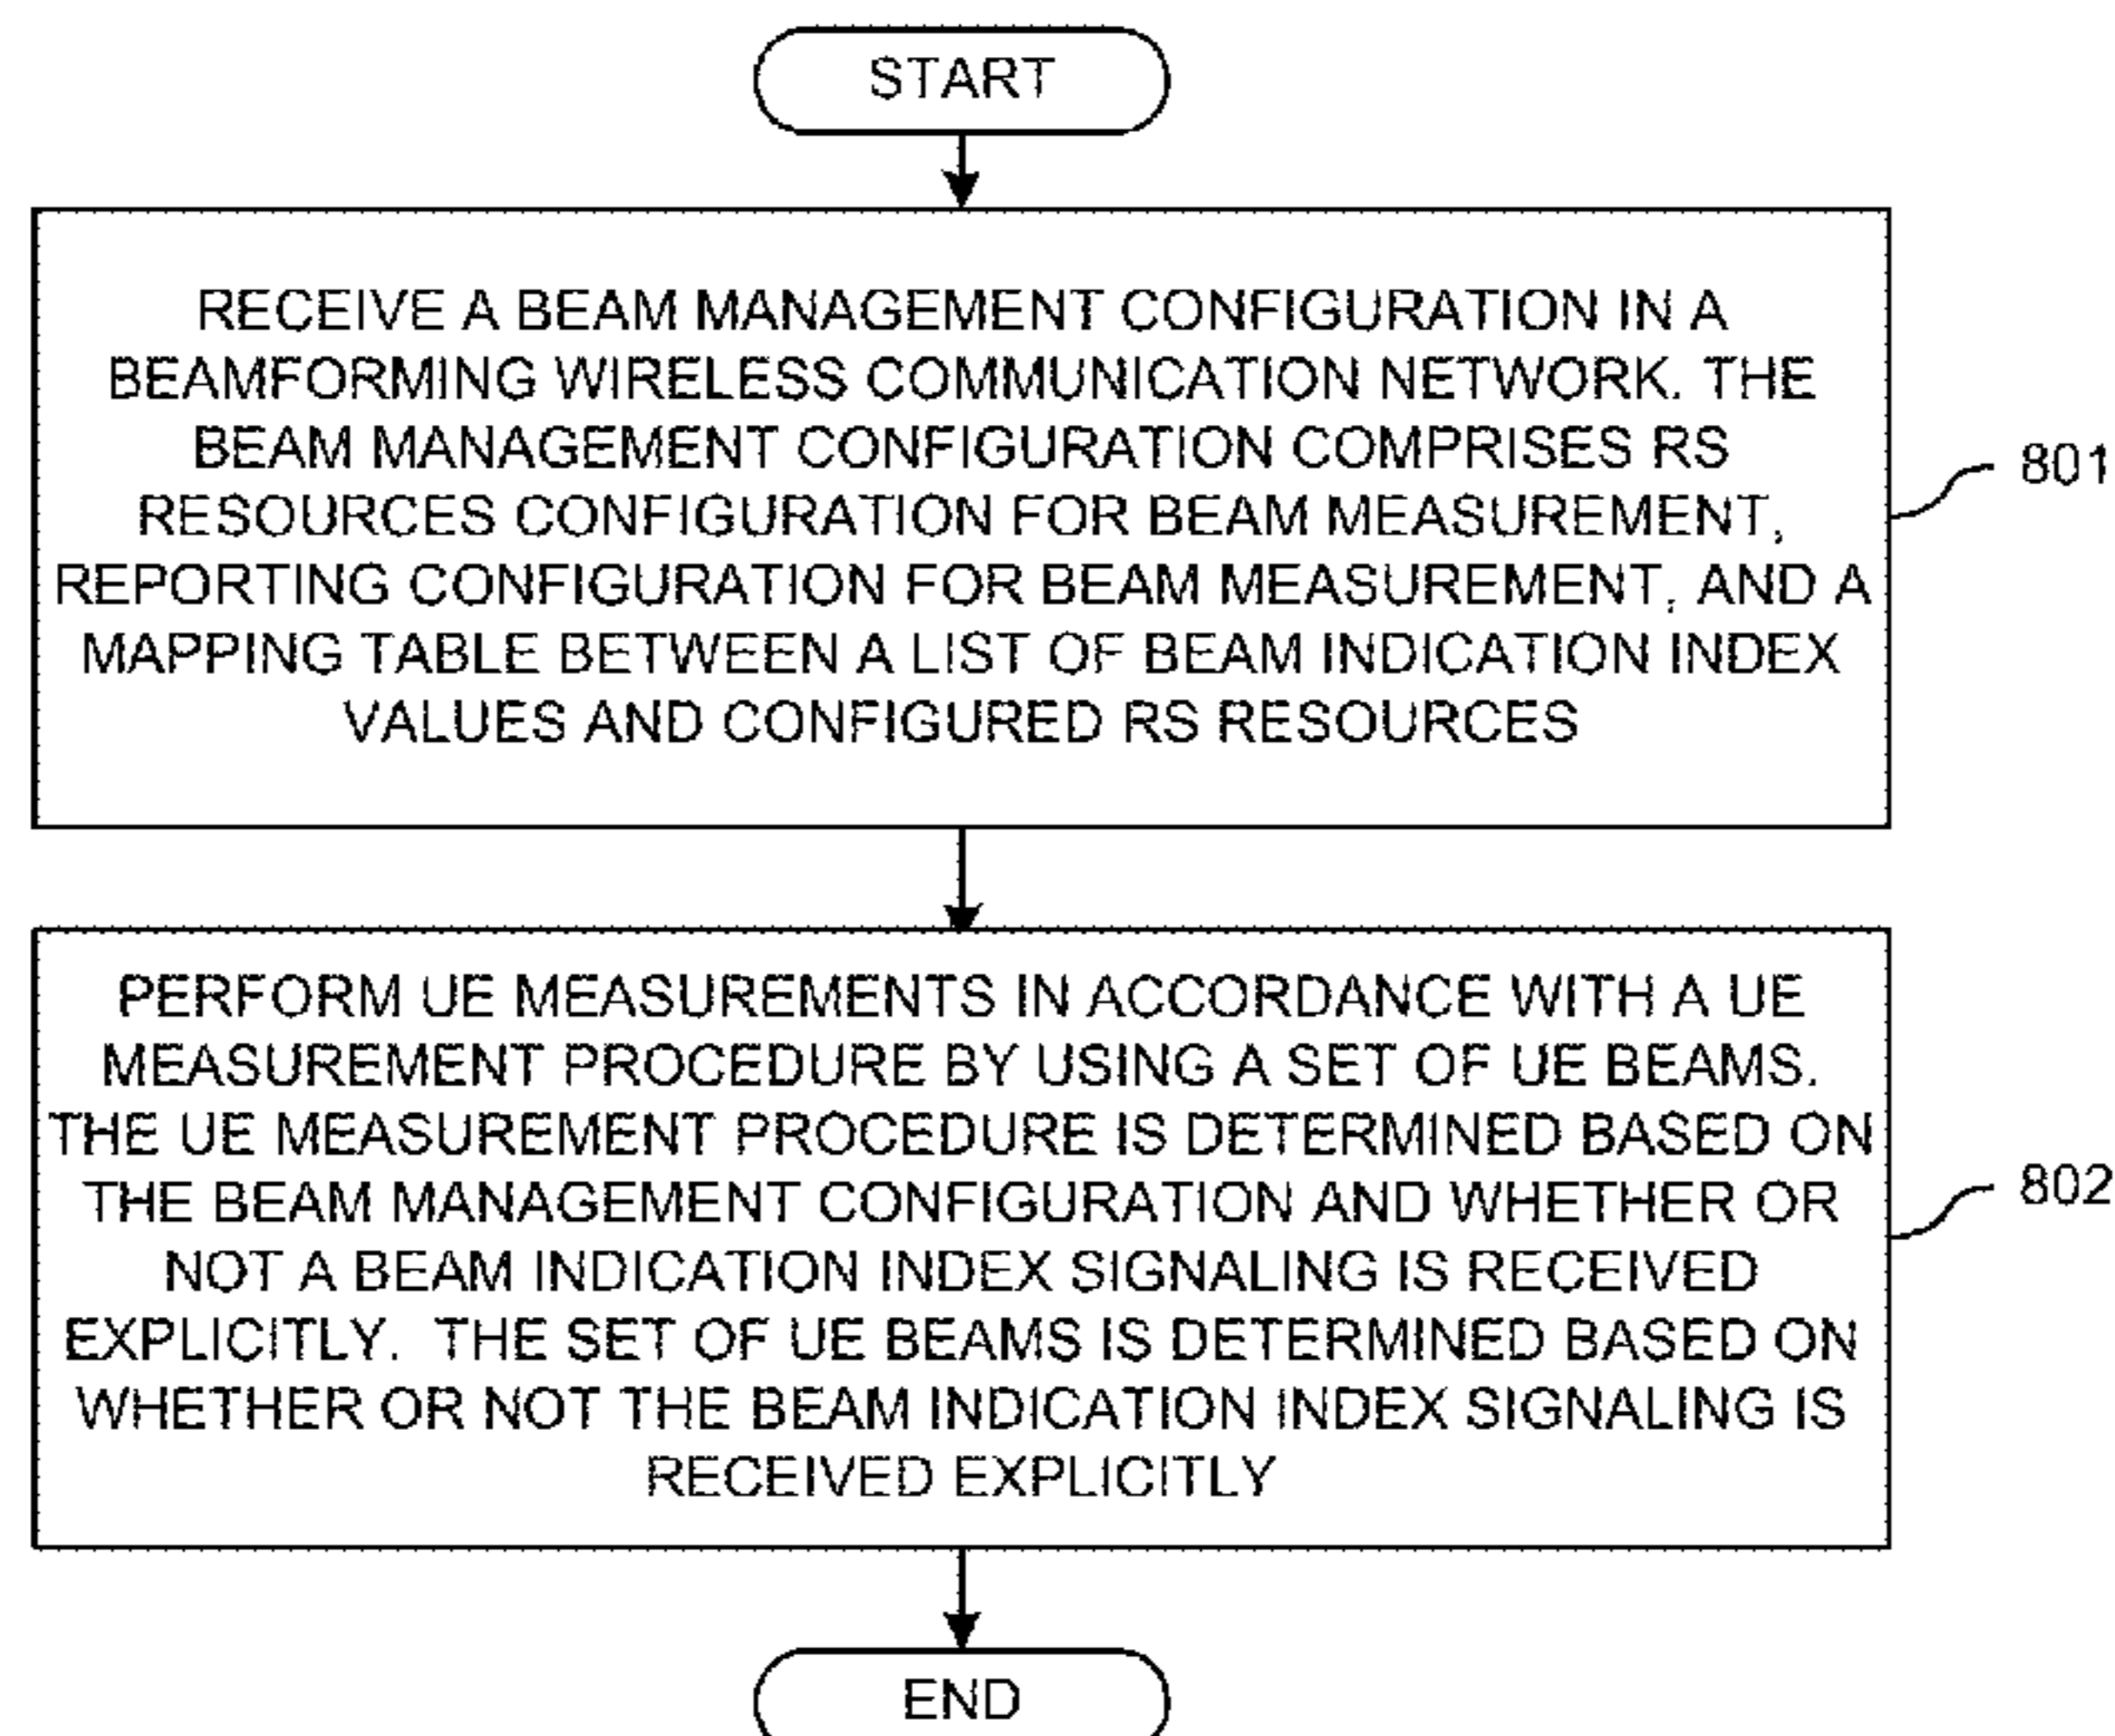 START
RECEIVE A BEAM MANAGEMENT CONFIGURATION IN A
BEAMFORMING WIRELESS COMMUNICATION NETWORK. THE
BEAM MANAGEMENT CONFIGURATION COMPRISES RS
RESOURCES CONFIGURATION FOR BEAM MEASUREMENT,
REPORTING CONFIGURATION FOR BEAM MEASUREMENT, AND A
MAPPING TABLE BETWEEN A LIST OF BEAM INDICATION INDEX
VALUES AND CONFIGURED RS RESOURCES
801
PERFORM UE MEASUREMENTS IN ACCORDANCE WITH A UE
MEASUREMENT PROCEDURE BY USING A SET OF UE BEAMS.
THE UE MEASUREMENT PROCEDURE IS DETERMINED BASED ON
THE BEAM MANAGEMENT CONFIGURATION AND WHETHER OR
NOT A BEAM INDICATION INDEX SIGNALING IS RECEIVED
EXPLICITLY. THE SET OF UE BEAMS IS DETERMINED BASED ON
WHETHER OR NOT THE BEAM INDICATION INDEX SIGNALING IS
RECEIVED EXPLICITLY
802
END